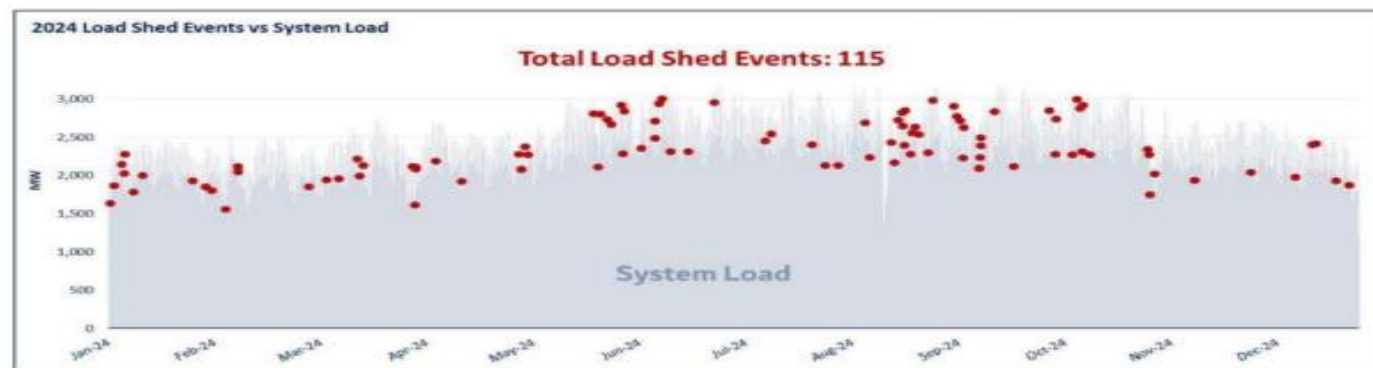 2024 Load Shed Events vs System Load
Total Load Shed Events: 115
3,000
2,500
2,000
1,500
1,000
500
0
MW
System Load
Jan-24
Feb-24
Mar-24
Apr-24
May-24
Jun-24
Jul-24
Aug-24
Sep-24
Oct-24
Nov-24
Dec-24